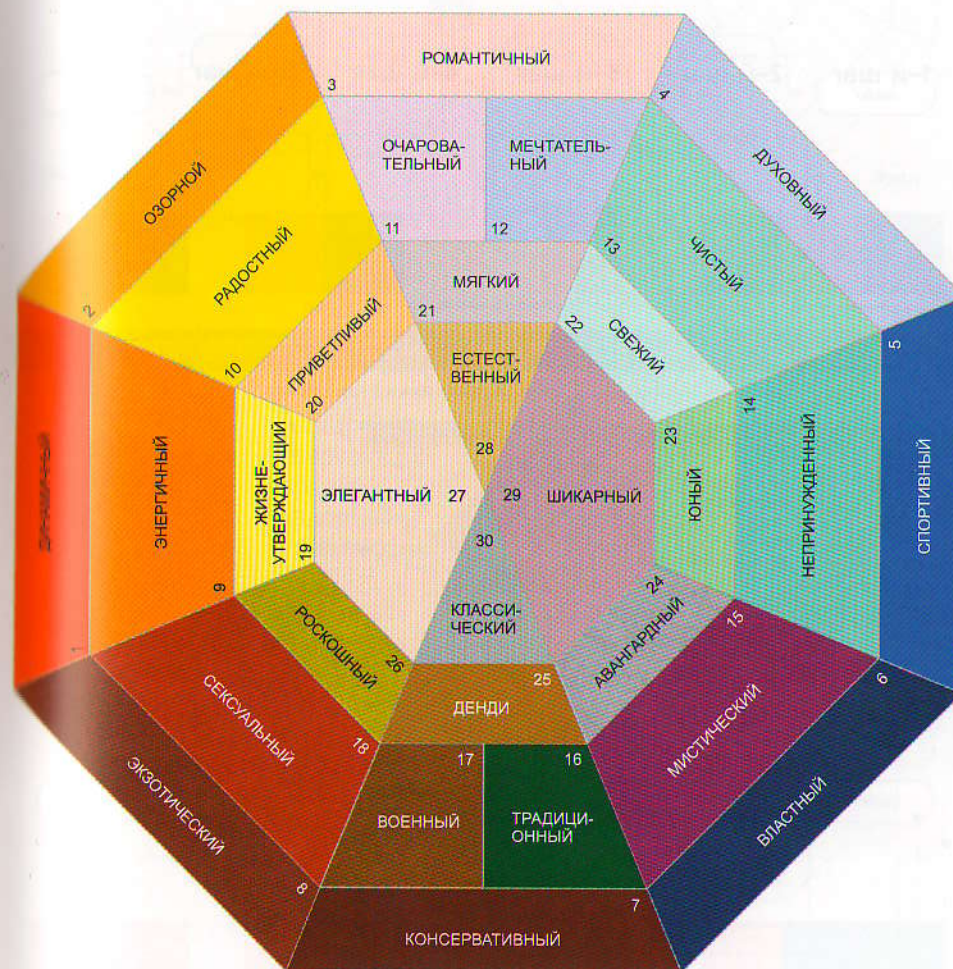 РОМАНТИЧНЫЙ
3
4
ОЗОРНОЙ
ОЧАРОВА-
ТЕЛЬНЫЙ
МЕЧТАТЕЛЬ-
НЫЙ
ДУХОВНЫЙ
РАДОСТНЫЙ
11
12
13
ЧИСТЫЙ
МЯГКИЙ
2
ПРИВЕТЛИВЫЙ
21
22
СВЕЖИЙ
5
10
20
ЕСТЕСТ-
ВЕННЫЙ
14
23
28
ДИНАМИЧНЫЙ
ЭНЕРГИЧНЫЙ
ЖИЗНЕ-
УТВЕРЖДАЮЩИЙ
ЭЛЕГАНТНЫЙ
27
29
ШИКАРНЫЙ
ЮНЫЙ
НЕПРИНУЖДЕННЫЙ
СПОРТИВНЫЙ
30
19
9
24
КЛАССИ-
ЧЕСКИЙ
15
РОСКОШНЫЙ
26
АВАНГАРДНЫЙ
1
6
25
СЕКСУАЛЬНЫЙ
ДЕНДИ
МИСТИЧЕСКИЙ
18
17
16
ЭКЗОТИЧЕСКИЙ
ВОЕННЫЙ
ТРАДИЦИ-
ОННЫЙ
ВЛАСТНЫЙ
8
7
КОНСЕРВАТИВНЫЙ